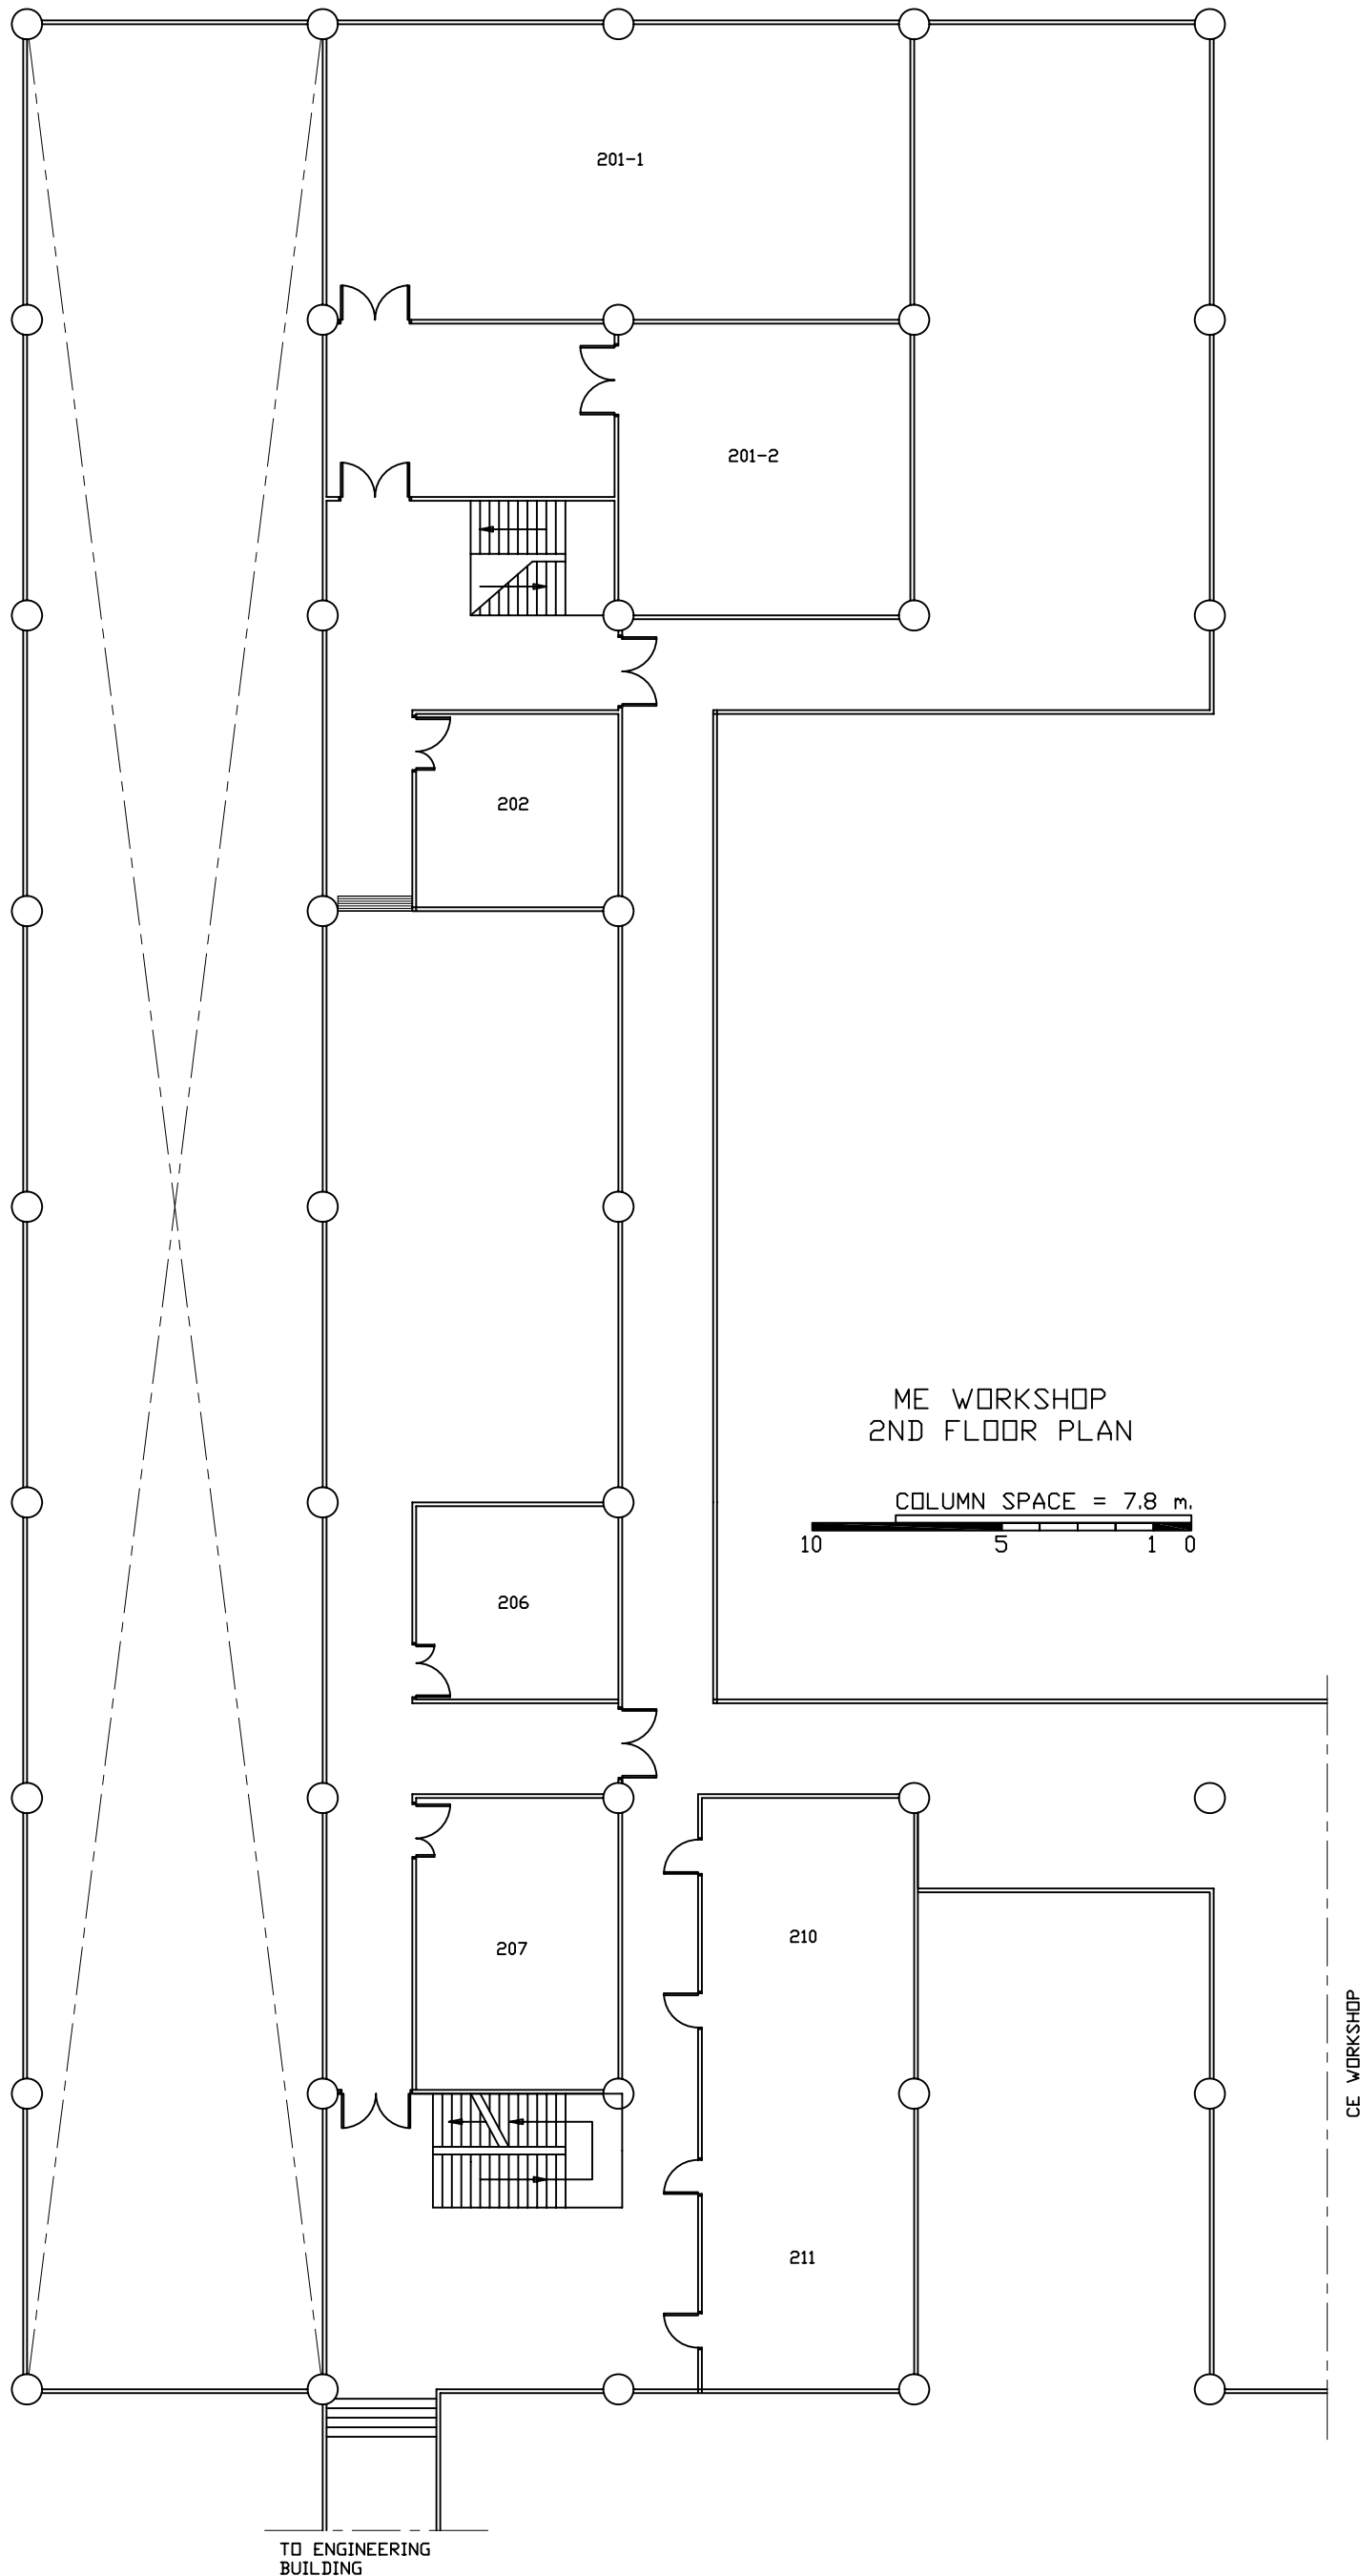 201-1
201-2
202
ME WORKSHOP
2ND FLOOR PLAN
COLUMN SPACE = 7.8 m.
10 5 1 0
206
210
207
CE WORKSHOP
211
TO ENGINEERING
BUILDING